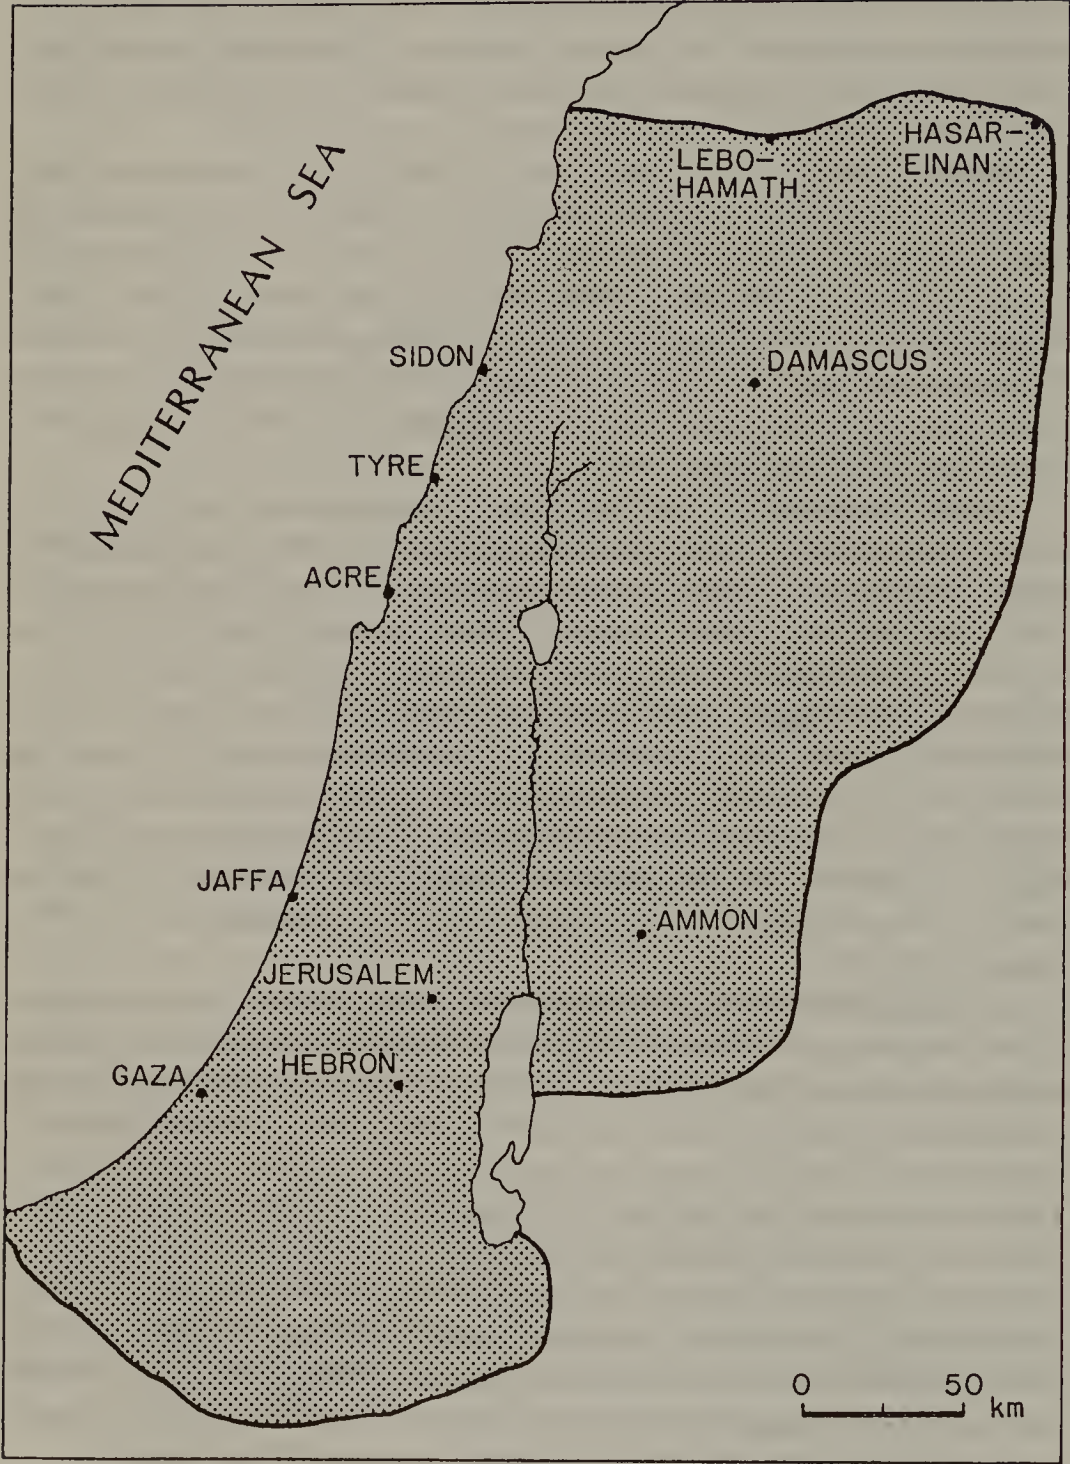 MEDITERRANEAN SEA
HASAR-
EINAN
LEBO-
HAMATH
SIDON
DAMASCUS
TYRE
ACRE
JAFFA
AMMON
JERUSALEM
HEBRON
GAZA
0 50
km